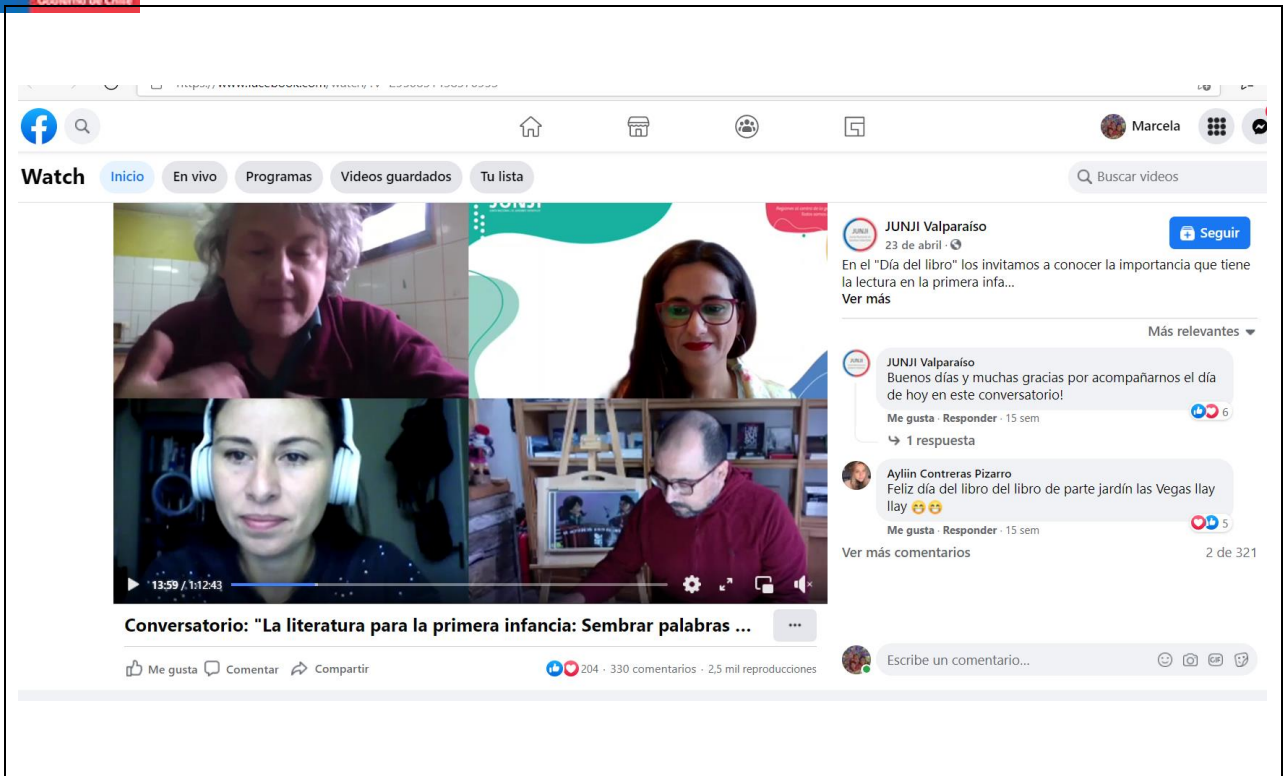 Gobierno de Chile
Marcela
Watch
Inicio
En vivo
Programas
Videos guardados
Tu lista
Buscar videos
JUNJI
JUNJI Valparaíso
23 de abril
Seguir
En el "Día del libro" los invitamos a conocer la importancia que tiene
la lectura en la primera infa...
Ver más
Más relevantes
JUNJI Valparaíso
Buenos días y muchas gracias por acompañarnos el día
de hoy en este conversatorio!
6
Me gusta · Responder · 15 sem
1 respuesta
Ayliin Contreras Pizarro
Feliz día del libro del libro de parte jardín las Vegas llay
llay 😁😁
5
Me gusta · Responder · 15 sem
Ver más comentarios
2 de 321
13:59 / 1:12:43
Conversatorio: "La literatura para la primera infancia: Sembrar palabras ...
Me gusta
Comentar
Compartir
204 · 330 comentarios · 2,5 mil reproducciones
Escribe un comentario...
GIF